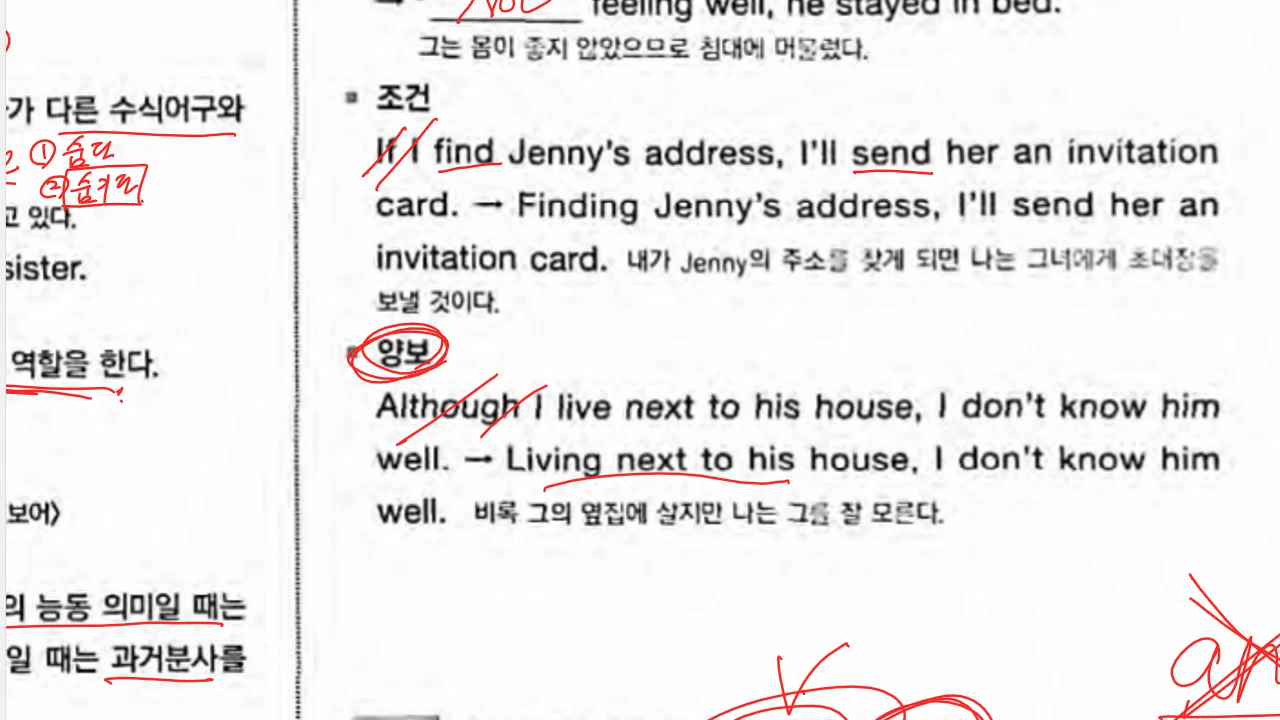 가 다른 수식어구와
① 숨단
②
고 있다.
sister.
역할을 한다.
보어〉
의 능동 의미일 때는
일 때는 과거분사를
→ Not feeling well, he stayed in bed.
그는 몸이 좋지 않았으므로 침대에 머물렀다.
▪ 조건
If I find Jenny's address, I'll send her an invitation
card. → Finding Jenny's address, I'll send her an
invitation card. 내가 Jenny의 주소를 찾게 되면 나는 그녀에게 초대장을
보낼 것이다.
▪ 양보
Although I live next to his house, I don't know him
well. → Living next to his house, I don't know him
well. 비록 그의 옆집에 살지만 나는 그를 잘 모른다.